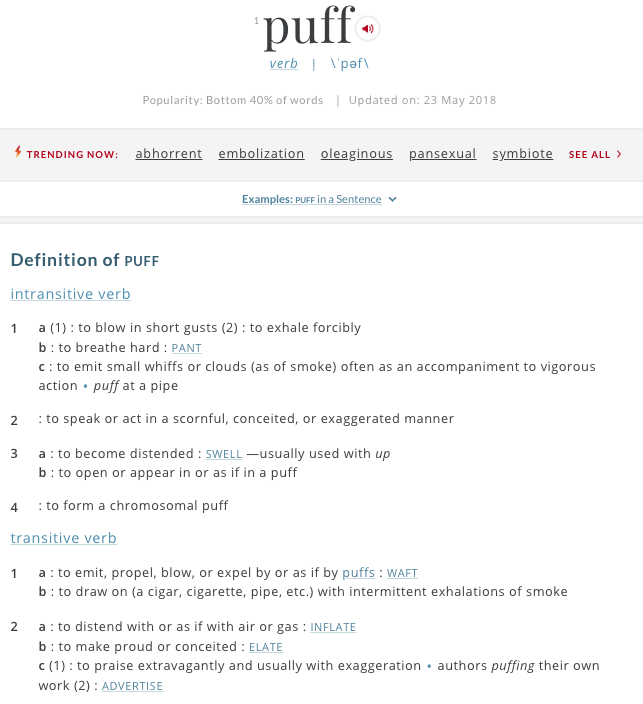 1 puff
verb | \ˈpəf\
Popularity: Bottom 40% of words | Updated on: 23 May 2018
TRENDING NOW: abhorrent embolization oleaginous pansexual symbiote SEE ALL >
Examples: PUFF in a Sentence
Definition of PUFF
intransitive verb
1 a (1) : to blow in short gusts (2) : to exhale forcibly
b : to breathe hard : PANT
c : to emit small whiffs or clouds (as of smoke) often as an accompaniment to vigorous
action • puff at a pipe
2 : to speak or act in a scornful, conceited, or exaggerated manner
3 a : to become distended : SWELL —usually used with up
b : to open or appear in or as if in a puff
4 : to form a chromosomal puff
transitive verb
1 a : to emit, propel, blow, or expel by or as if by puffs : WAFT
b : to draw on (a cigar, cigarette, pipe, etc.) with intermittent exhalations of smoke
2 a : to distend with or as if with air or gas : INFLATE
b : to make proud or conceited : ELATE
c (1) : to praise extravagantly and usually with exaggeration • authors puffing their own
work (2) : ADVERTISE